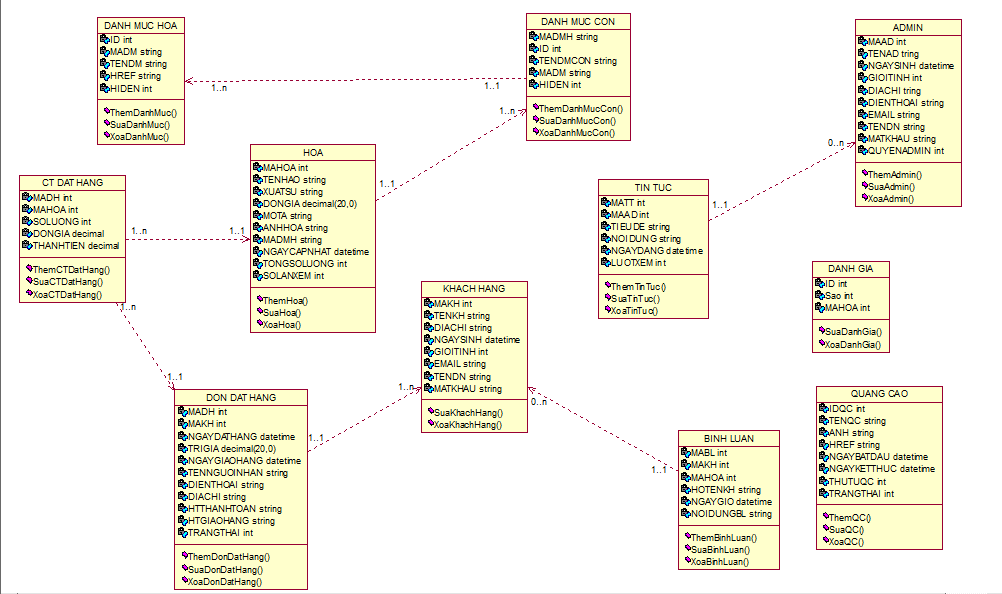 DANH MUC HOA
ID int
MADM string
TENDM string
HREF string
HIDEN int
ThemDanhMuc()
SuaDanhMuc()
XoaDanhMuc()
1..n
1..1
DANH MUC CON
MADMH string
ID int
TENDMCON string
MADM string
HIDEN int
ThemDanhMucCon()
SuaDanhMucCon()
XoaDanhMucCon()
1..n
1..1
ADMIN
MAAD int
TENAD tring
NGAYSINH datetime
GIOITINH int
DIACHI tring
DIENTHOAI string
EMAIL string
TENDN string
MATKHAU string
QUYENADMIN int
ThemAdmin()
SuaAdmin()
XoaAdmin()
0..n
1..1
HOA
MAHOA int
TENHAO string
XUATSU string
DONGIA decimal(20,0)
MOTA string
ANHHOA string
MADMH string
NGAYCAPNHAT datetime
TONGSOLUONG int
SOLANXEM int
ThemHoa()
SuaHoa()
XoaHoa()
CT DAT HANG
MADH int
MAHOA int
SOLUONG int
DONGIA decimal
THANHTIEN decimal
ThemCTDatHang()
SuaCTDatHang()
XoaCTDatHang()
1..n
1..1
1..n
1..1
TIN TUC
MATT int
MAAD int
TIEUDE string
NOIDUNG string
NGAYDANG datetime
LUOTXEM int
ThemTinTuc()
SuaTinTuc()
XoaTinTuc()
DANH GIA
ID int
Sao int
MAHOA int
SuaDanhGia()
XoaDanhGia()
KHACH HANG
MAKH int
TENKH string
DIACHI string
NGAYSINH datetime
GIOITINH int
EMAIL string
TENDN string
MATKHAU string
SuaKhachHang()
XoaKhachHang()
1..n
1..1
0..n
1..1
DON DAT HANG
MADH int
MAKH int
NGAYDATHANG datetime
TRIGIA decimal(20,0)
NGAYGIAOHANG datetime
TENNGUOINHAN string
DIENTHOAI string
DIACHI string
HTTHANHTOAN string
HTGIAOHANG string
TRANGTHAI int
ThemDonDatHang()
SuaDonDatHang()
XoaDonDatHang()
BINH LUAN
MABL int
MAKH int
MAHOA int
HOTENKH string
NGAYGIO datetime
NOIDUNGBL string
ThemBinhLuan()
SuaBinhLuan()
XoaBinhLuan()
QUANG CAO
IDQC int
TENQC string
ANH string
HREF string
NGAYBATDAU datetime
NGAYKETTHUC datetime
THUTUQC int
TRANGTHAI int
ThemQC()
SuaQC()
XoaQC()